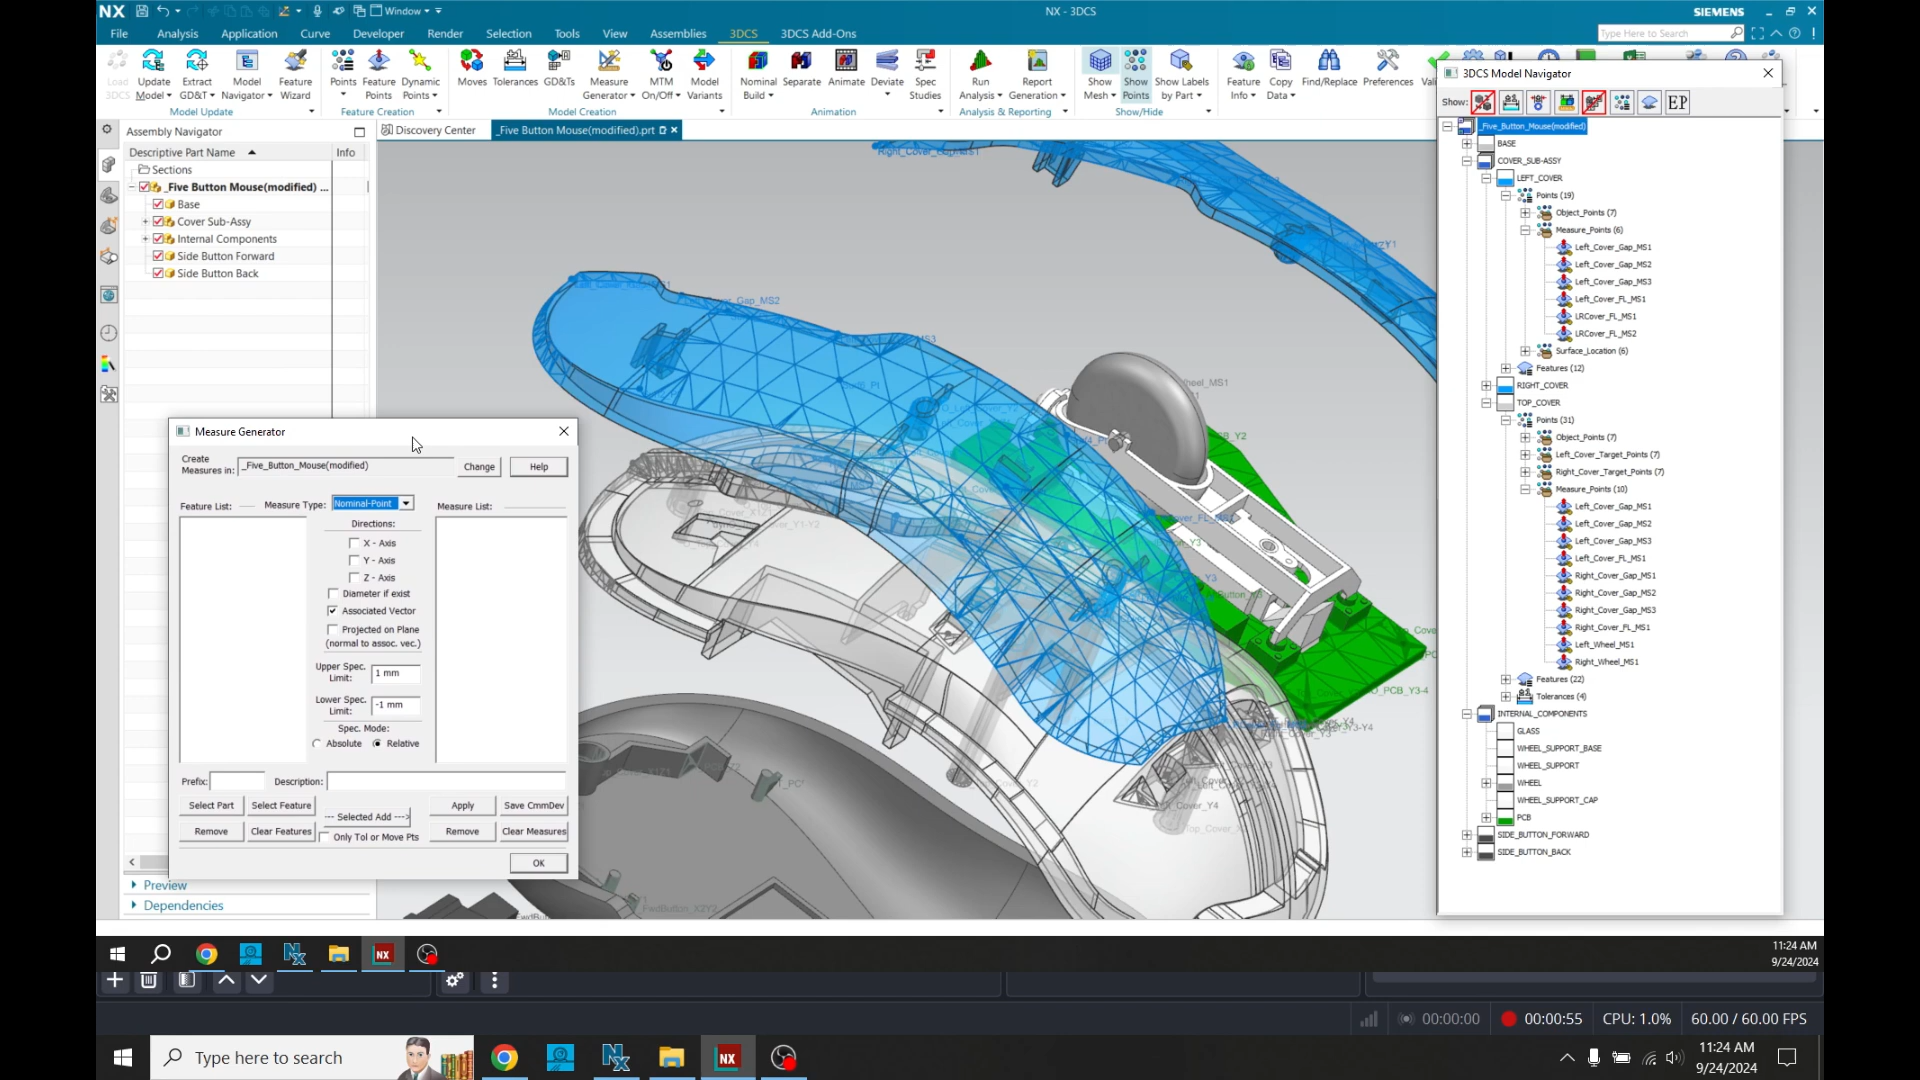 NX
Window
NX - 3DCS
SIEMENS
File
Analysis
Application
Curve
Developer
Render
Selection
Tools
View
Assemblies
3DCS
3DCS Add-Ons
Type Here to Search
Load 3DCS
Update Model
Extract GD&T
Model Navigator
Feature Wizard
Points
Feature Points
Dynamic Points
Moves
Tolerances
GD&Ts
Measure Generator
MTM On/Off
Model Variants
Nominal Build
Separate
Animate
Deviate
Spec Studies
Run Analysis
Report Generation
Show Mesh
Show Points
Show Labels by Part
Feature Info
Copy Data
Find/Replace
Preferences
Model Update
Feature Creation
Model Creation
Animation
Analysis & Reporting
Show/Hide
Assembly Navigator
Discovery Center
_Five Button Mouse(modified).prt
Descriptive Part Name
Info
Sections
_Five Button Mouse(modified) ...
Base
Cover Sub-Assy
Internal Components
Side Button Forward
Side Button Back
Preview
Dependencies
Measure Generator
Create Measures in:
_Five_Button_Mouse(modified)
Change
Help
Feature List:
Measure Type:
Nominal-Point
Measure List:
Directions:
X - Axis
Y - Axis
Z - Axis
Diameter if exist
Associated Vector
Projected on Plane
(normal to assoc. vec.)
Upper Spec. Limit:
1 mm
Lower Spec. Limit:
-1 mm
Spec. Mode:
Absolute
Relative
Prefix:
Description:
Select Part
Select Feature
--- Selected Add --->
Apply
Save CmmDev
Remove
Clear Features
Only Tol or Move Pts
Remove
Clear Measures
OK
3DCS Model Navigator
Show:
EP
_Five_Button_Mouse(modified)
BASE
COVER_SUB-ASSY
LEFT_COVER
Points (19)
Object_Points (7)
Measure_Points (6)
Left_Cover_Gap_MS1
Left_Cover_Gap_MS2
Left_Cover_Gap_MS3
Left_Cover_FL_MS1
LRCover_FL_MS1
LRCover_FL_MS2
Surface_Location (6)
Features (12)
RIGHT_COVER
TOP_COVER
Points (31)
Object_Points (7)
Left_Cover_Target_Points (7)
Right_Cover_Target_Points (7)
Measure_Points (10)
Left_Cover_Gap_MS1
Left_Cover_Gap_MS2
Left_Cover_Gap_MS3
Left_Cover_FL_MS1
Right_Cover_Gap_MS1
Right_Cover_Gap_MS2
Right_Cover_Gap_MS3
Right_Cover_FL_MS1
Left_Wheel_MS1
Right_Wheel_MS1
Features (22)
Tolerances (4)
INTERNAL_COMPONENTS
GLASS
WHEEL_SUPPORT_BASE
WHEEL_SUPPORT
WHEEL
WHEEL_SUPPORT_CAP
PCB
SIDE_BUTTON_FORWARD
SIDE_BUTTON_BACK
11:24 AM
9/24/2024
00:00:00
00:00:55
CPU: 1.0%
60.00 / 60.00 FPS
Type here to search
11:24 AM
9/24/2024